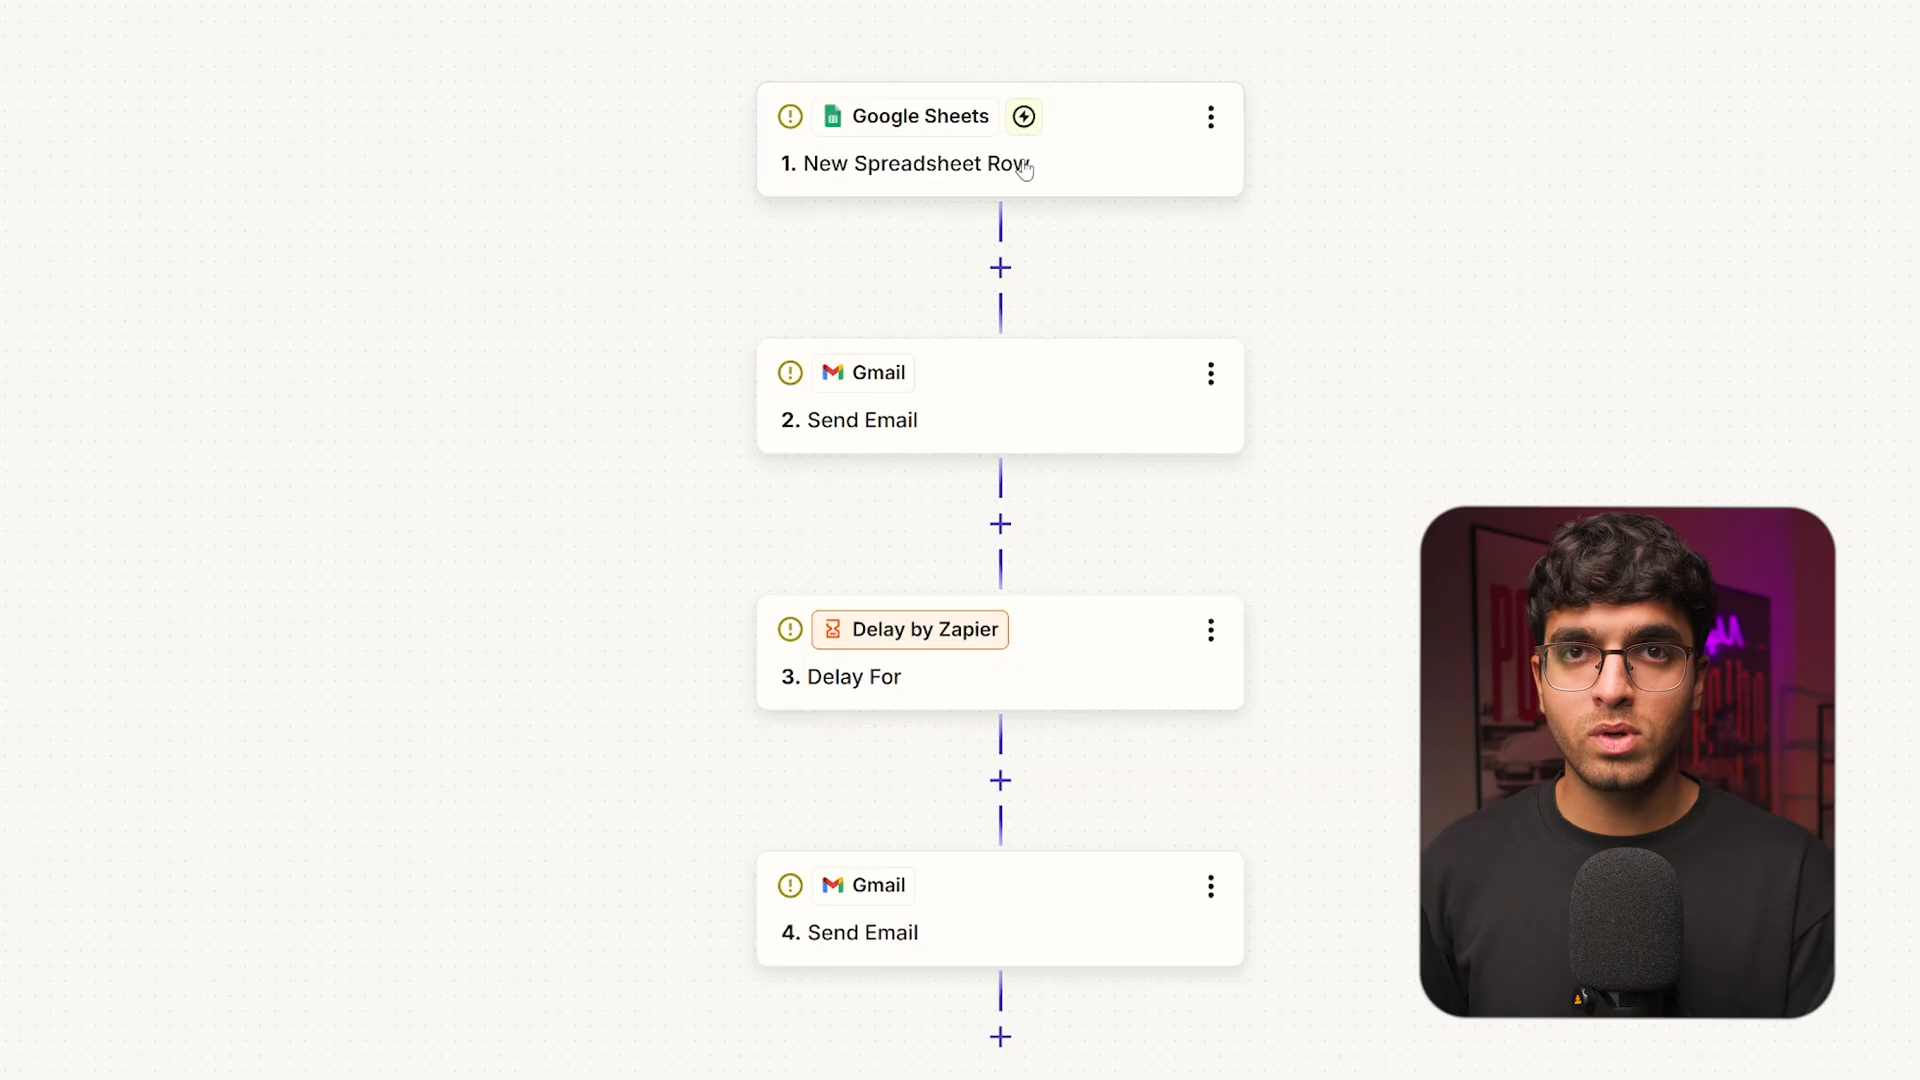 Google Sheets
1. New Spreadsheet Row
Gmail
2. Send Email
Delay by Zapier
3. Delay For
Gmail
4. Send Email